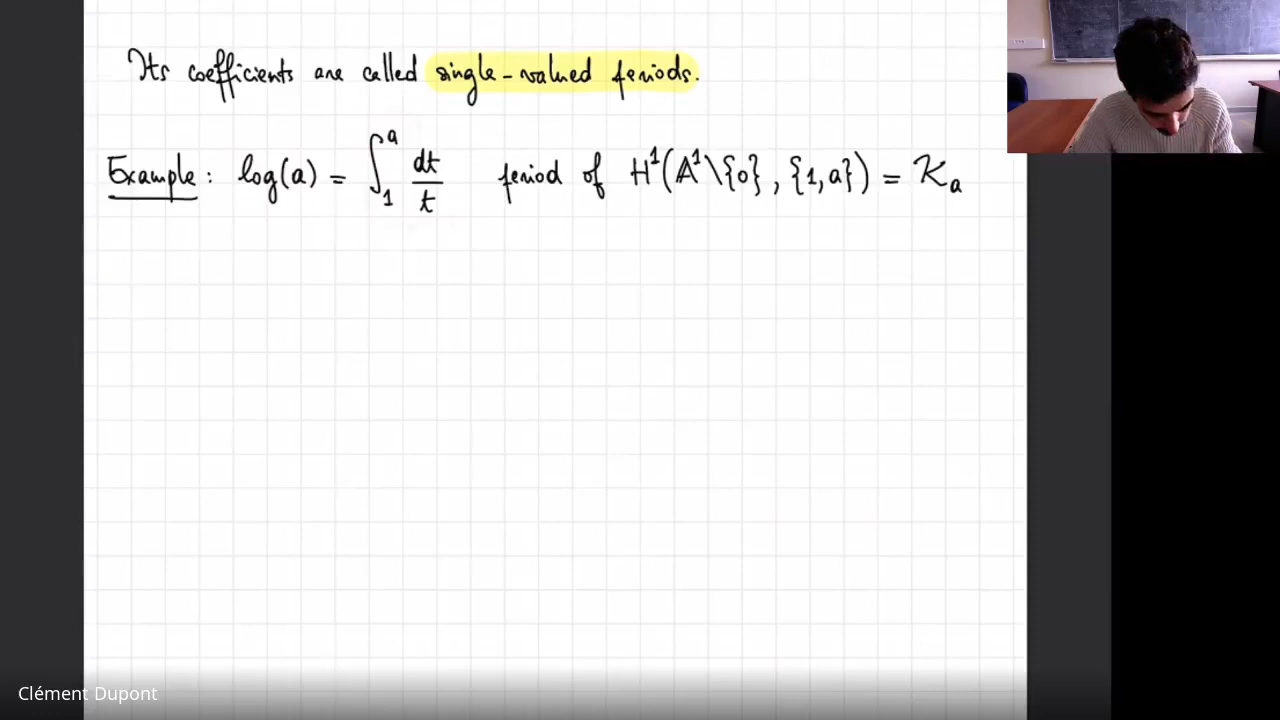 Its coefficients are called single-valued periods.
Example: log(a) = ∫₁ᵃ dt/t period of H¹(𝔸¹\{0}, {1,a}) = 𝒦ₐ
Clément Dupont